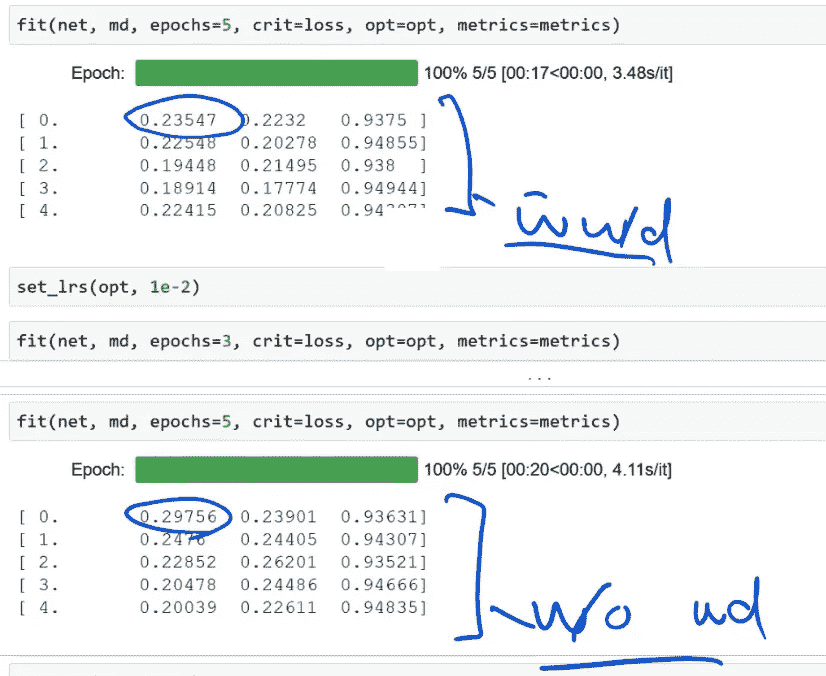 fit(net, md, epochs=5, crit=loss, opt=opt, metrics=metrics)
Epoch: 100% 5/5 [00:17<00:00, 3.48s/it]
[ 0. 0.23547 0.2232 0.9375 ]
[ 1. 0.22548 0.20278 0.94855]
[ 2. 0.19448 0.21495 0.938 ]
[ 3. 0.18914 0.17774 0.94944]
[ 4. 0.22415 0.20825
set_lrs(opt, 1e-2)
fit(net, md, epochs=3, crit=loss, opt=opt, metrics=metrics)
...
fit(net, md, epochs=5, crit=loss, opt=opt, metrics=metrics)
Epoch: 100% 5/5 [00:20<00:00, 4.11s/it]
[ 0. 0.29756 0.23901 0.93631]
[ 1. 0.2476 0.24405 0.94307]
[ 2. 0.22852 0.26201 0.93521]
[ 3. 0.20478 0.24486 0.94666]
[ 4. 0.20039 0.22611 0.94835]
w/o wd